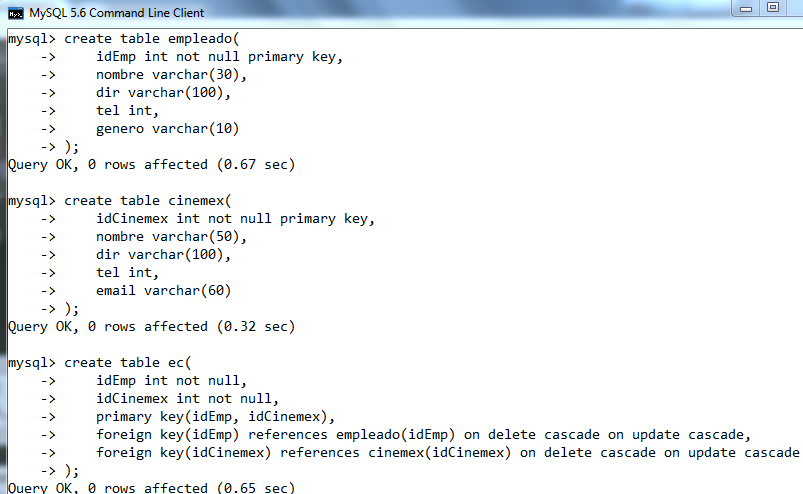 MySQL 5.6 Command Line Client
mysql> create table empleado(
    ->     idEmp int not null primary key,
    ->     nombre varchar(30),
    ->     dir varchar(100),
    ->     tel int,
    ->     genero varchar(10)
    -> );
Query OK, 0 rows affected (0.67 sec)
mysql> create table cinemex(
    ->     idCinemex int not null primary key,
    ->     nombre varchar(50),
    ->     dir varchar(100),
    ->     tel int,
    ->     email varchar(60)
    -> );
Query OK, 0 rows affected (0.32 sec)
mysql> create table ec(
    ->     idEmp int not null,
    ->     idCinemex int not null,
    ->     primary key(idEmp, idCinemex),
    ->     foreign key(idEmp) references empleado(idEmp) on delete cascade on update cascade,
    ->     foreign key(idCinemex) references cinemex(idCinemex) on delete cascade on update cascade
    -> );
Query OK, 0 rows affected (0.65 sec)